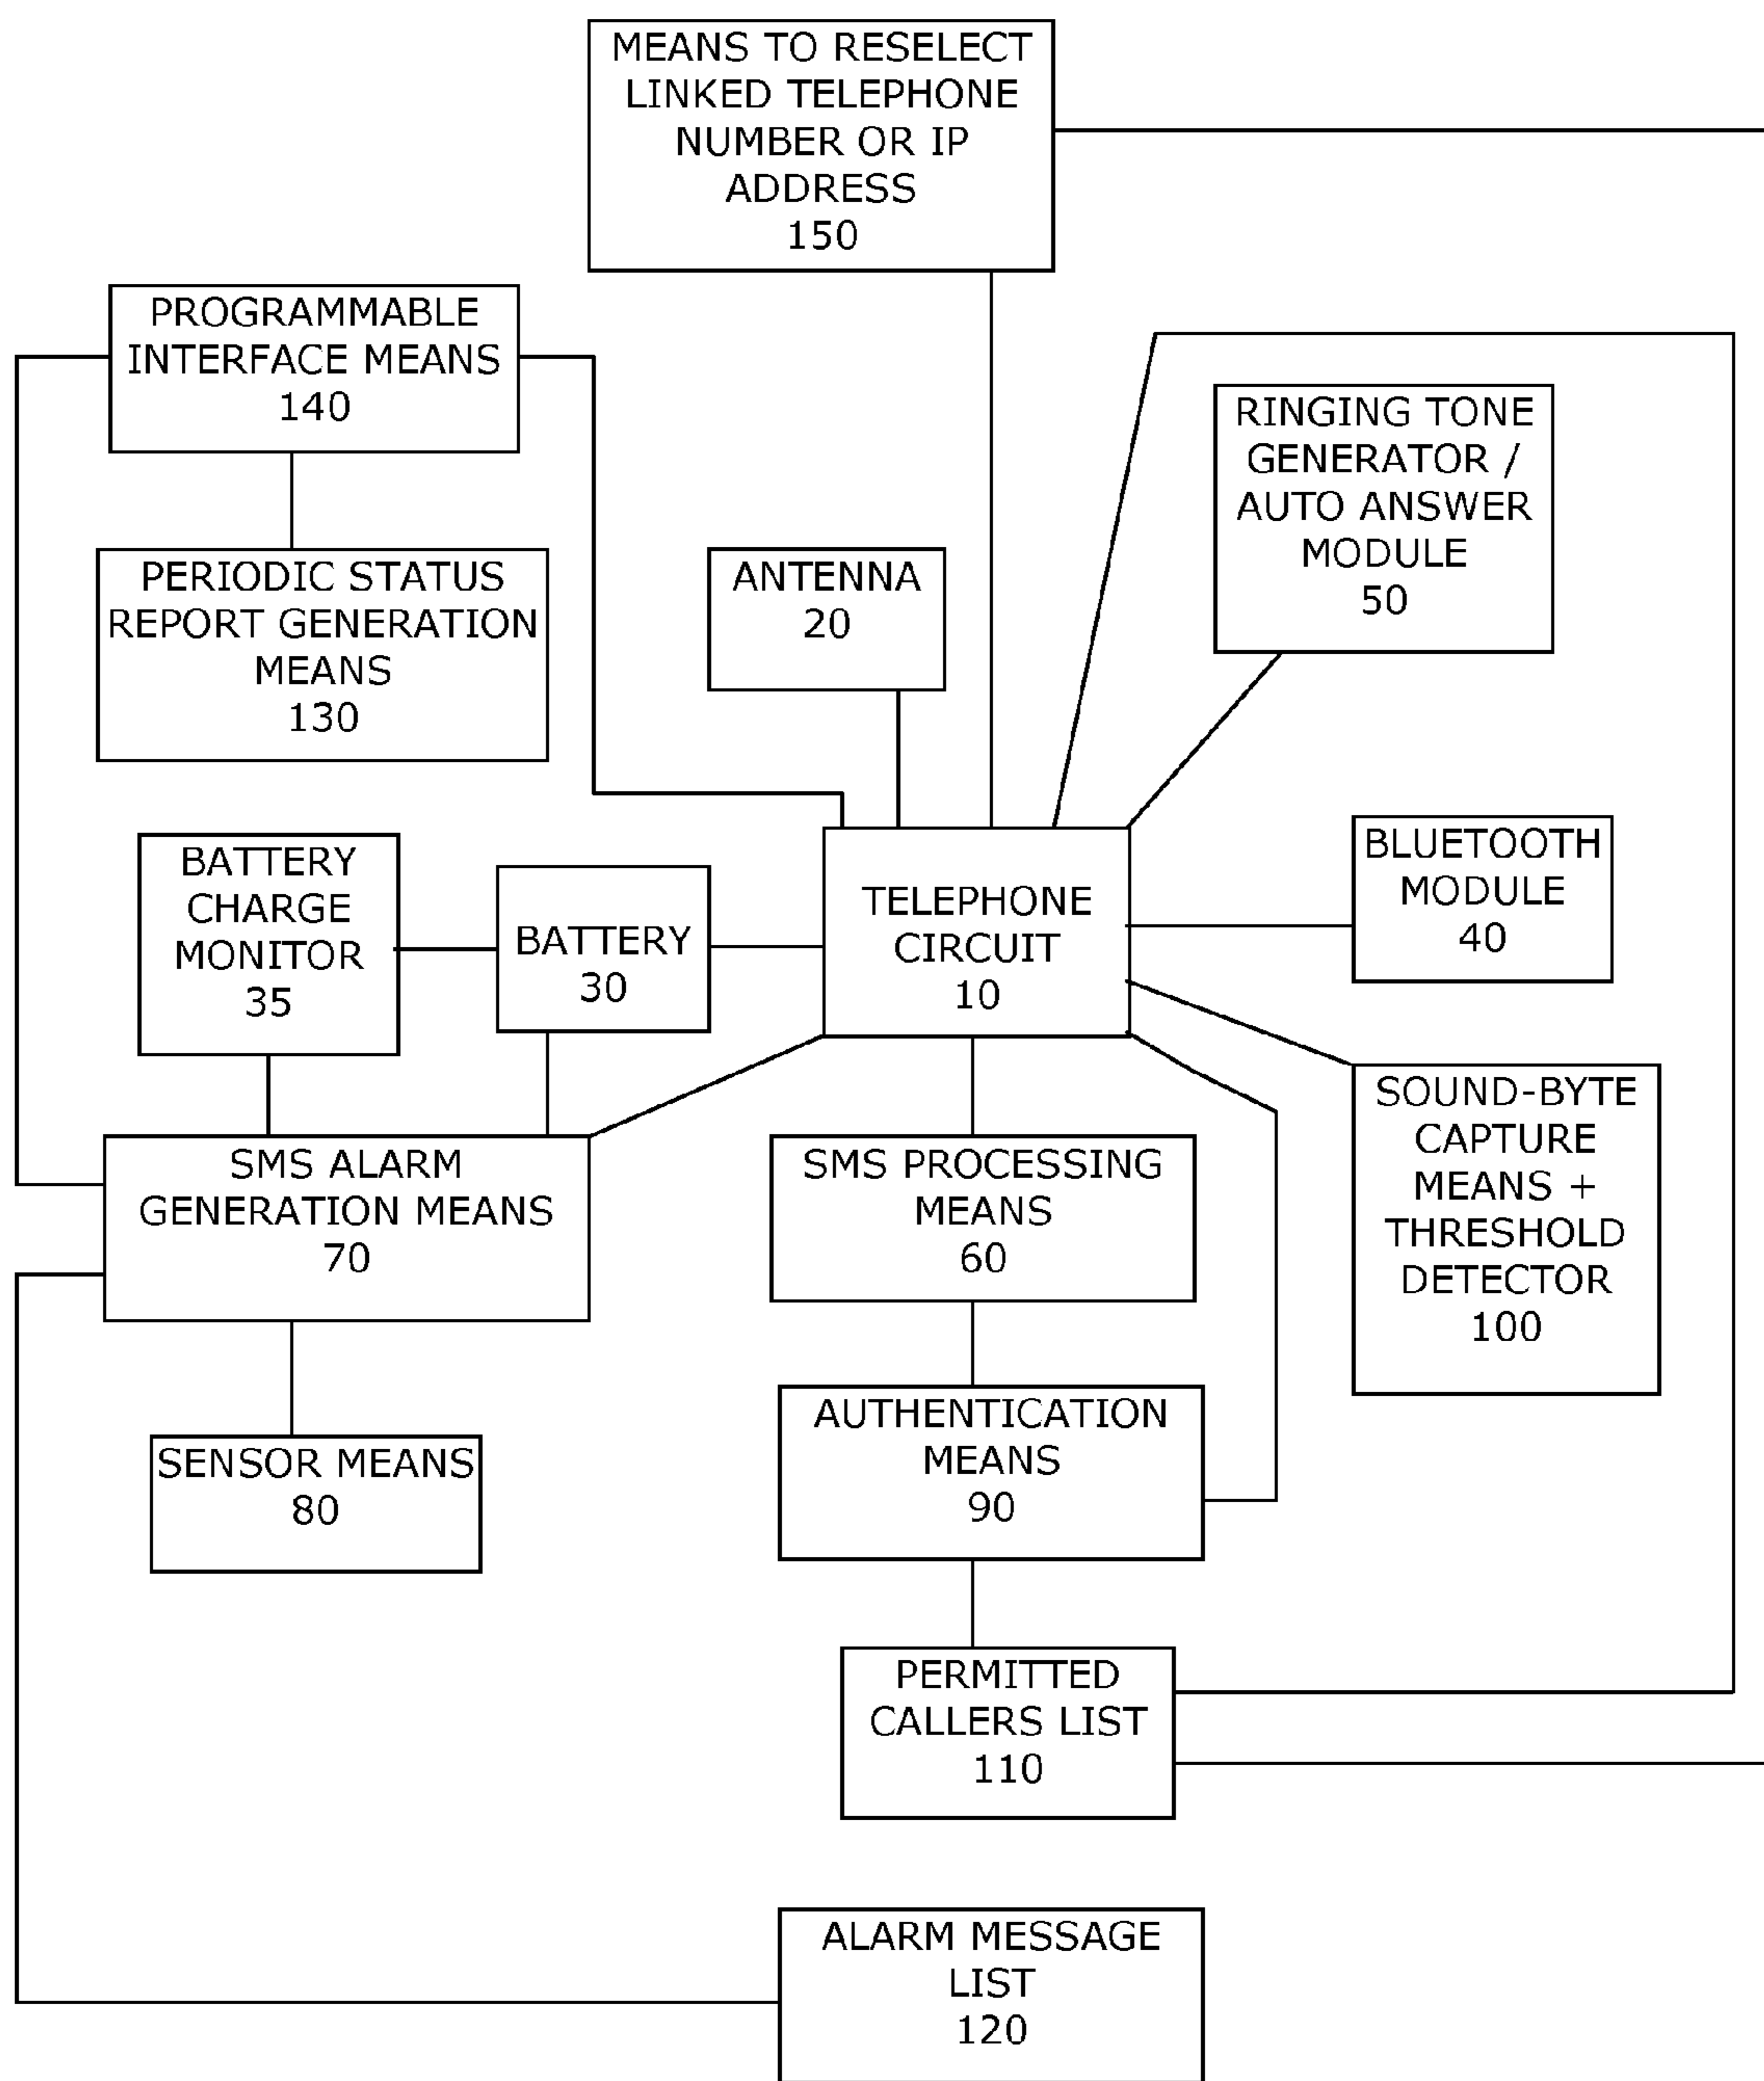 MEANS TO RESELECT
LINKED TELEPHONE
NUMBER OR IP
ADDRESS
150
PROGRAMMABLE
INTERFACE MEANS
140
RINGING TONE
GENERATOR /
AUTO ANSWER
MODULE
50
PERIODIC STATUS
REPORT GENERATION
MEANS
130
ANTENNA
20
BATTERY
CHARGE
MONITOR
35
BATTERY
30
TELEPHONE
CIRCUIT
10
BLUETOOTH
MODULE
40
SOUND-BYTE
CAPTURE
MEANS +
THRESHOLD
DETECTOR
100
SMS ALARM
GENERATION MEANS
70
SMS PROCESSING
MEANS
60
SENSOR MEANS
80
AUTHENTICATION
MEANS
90
PERMITTED
CALLERS LIST
110
ALARM MESSAGE
LIST
120